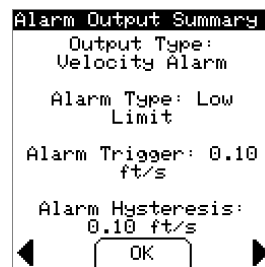 Alarm Output Summary
Output Type:
Velocity Alarm
Alarm Type: Low
Limit
Alarm Trigger: 0.10
ft/s
Alarm Hysteresis:
0.10 ft/s
OK